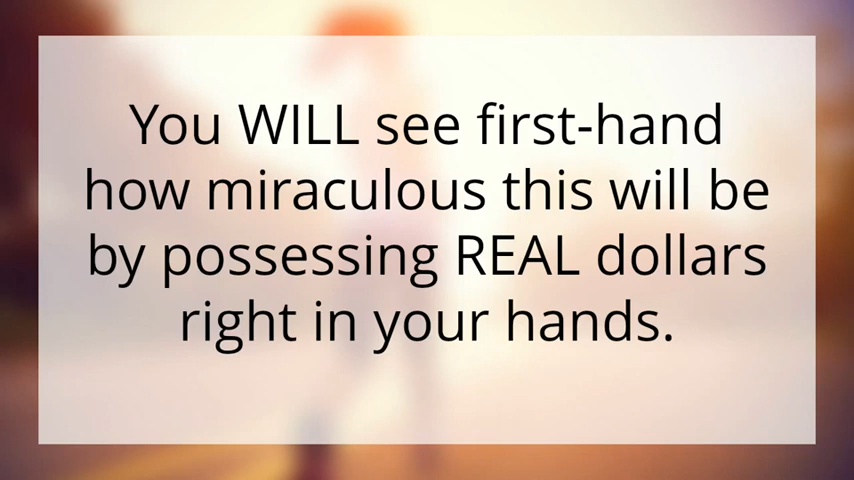 You WILL see first-hand
how miraculous this will be
by possessing REAL dollars
right in your hands.